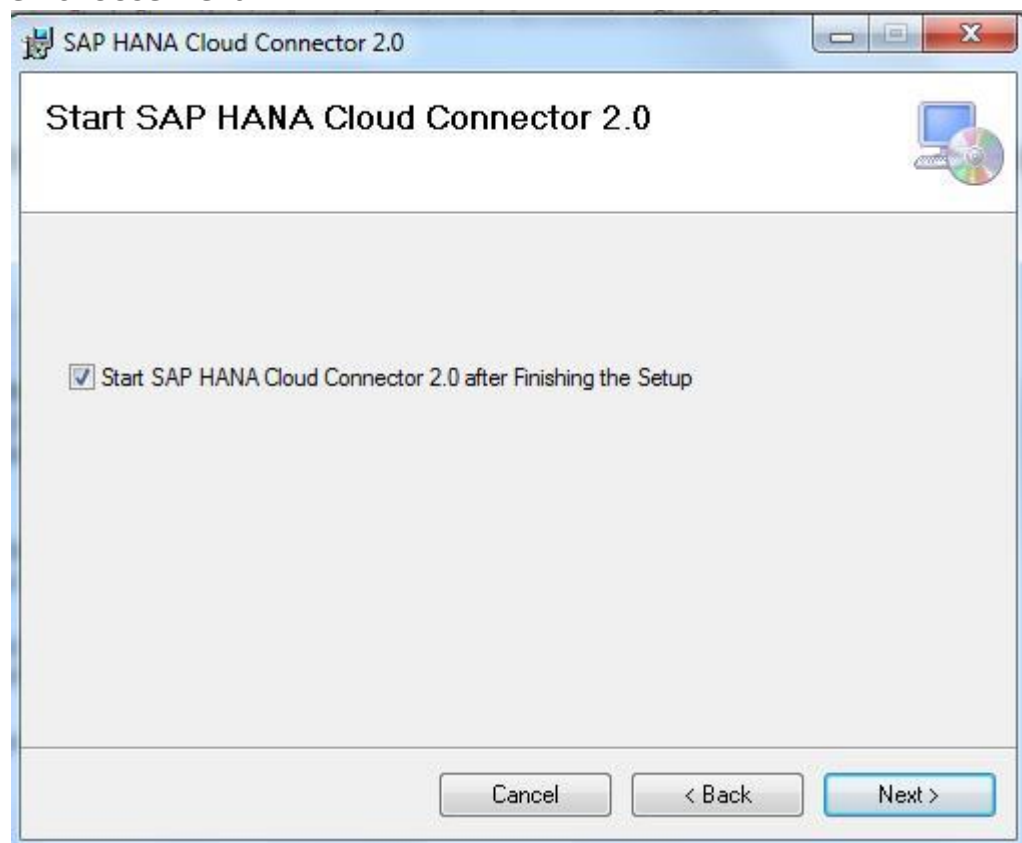 SAP HANA Cloud Connector 2.0
Start SAP HANA Cloud Connector 2.0
Start SAP HANA Cloud Connector 2.0 after Finishing the Setup
Cancel
< Back
Next >